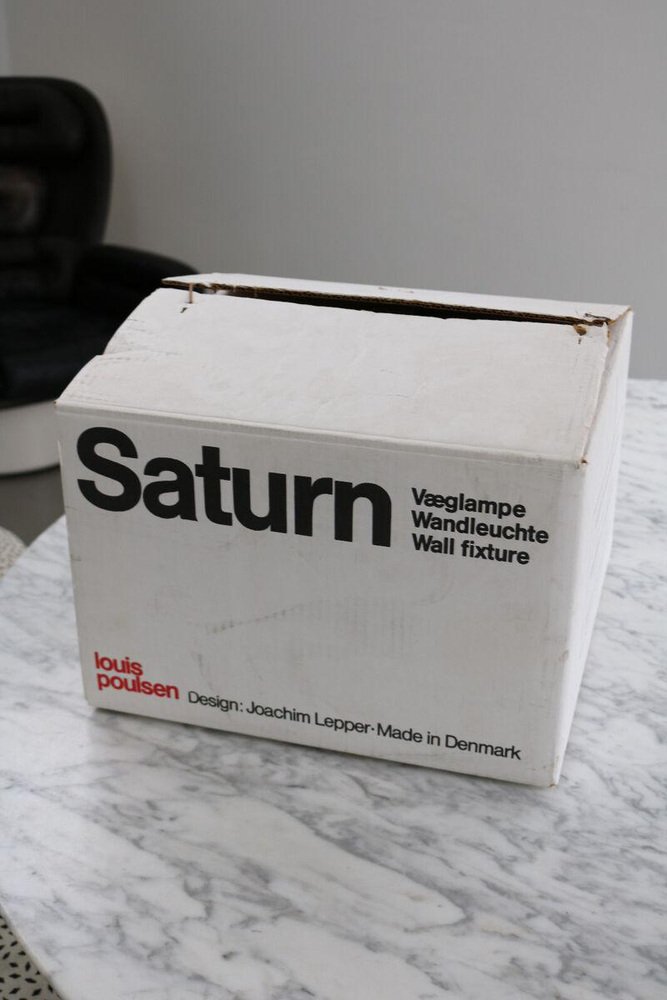 Saturn
Væglampe
Wandleuchte
Wall fixture
louis
poulsen
Design: Joachim Lepper·Made in Denmark